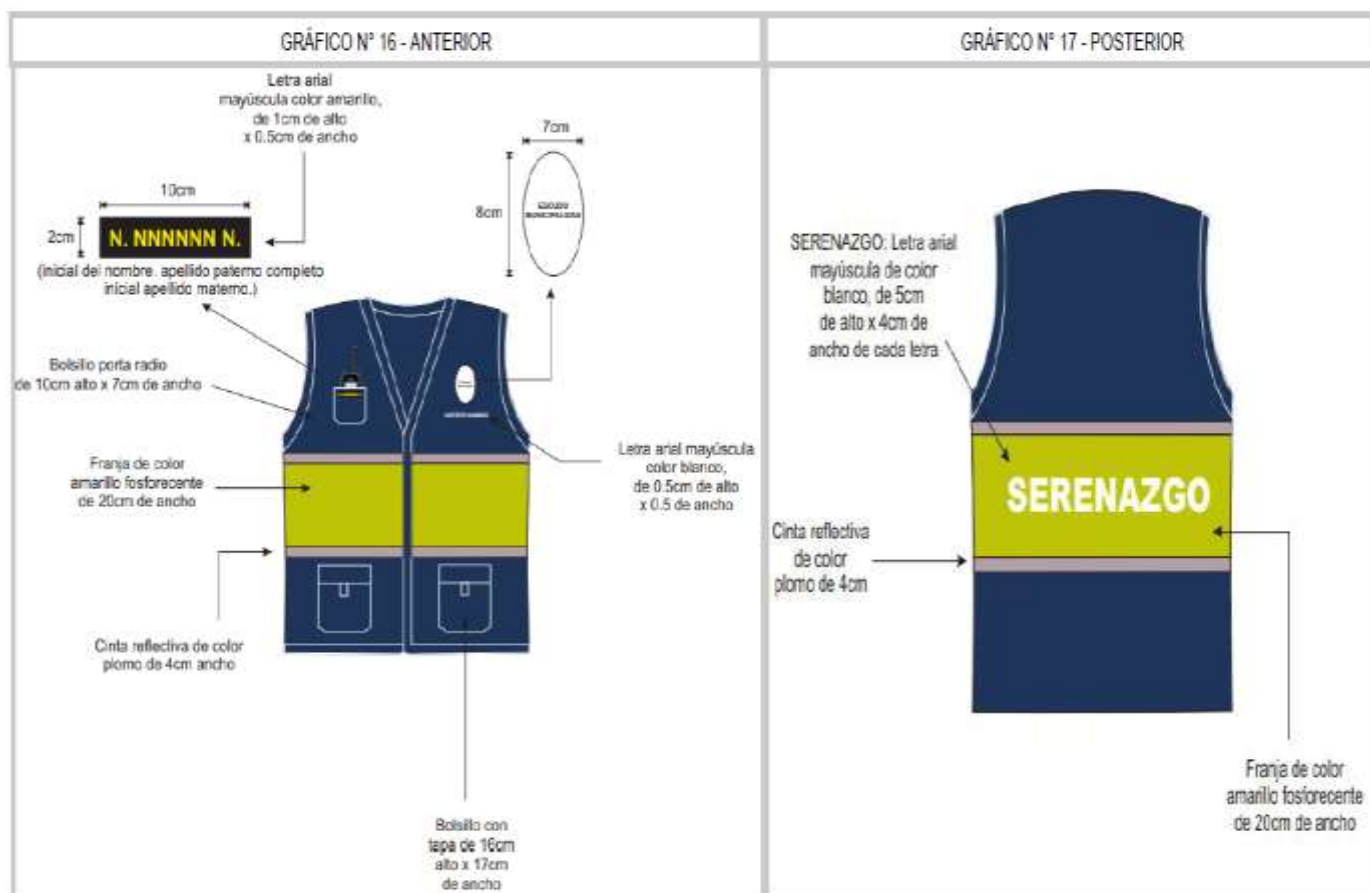 GRÁFICO N° 16 - ANTERIOR
GRÁFICO N° 17 - POSTERIOR
Letra arial
mayúscula color amarillo,
de 1cm de alto
x 0.5cm de ancho
7cm
10cm
8cm
ESCUDO
MUNICIPALIDAD
2cm
N. NNNNNN N.
(inicial del nombre. apellido paterno completo
inicial apellido materno.)
Bolsillo porta radio
de 10cm alto x 7cm de ancho
Franja de color
amarillo fosforecente
de 20cm de ancho
Letra arial mayúscula
color blanco,
de 0.5cm de alto
x 0.5 de ancho
Cinta reflectiva de color
plomo de 4cm ancho
Bolsillo con
tapa de 16cm
alto x 17cm
de ancho
SERENAZGO: Letra arial
mayúscula de color
blanco, de 5cm
de alto x 4cm de
ancho de cada letra
SERENAZGO
Cinta reflectiva
de color
plomo de 4cm
Franja de color
amarillo fosforecente
de 20cm de ancho